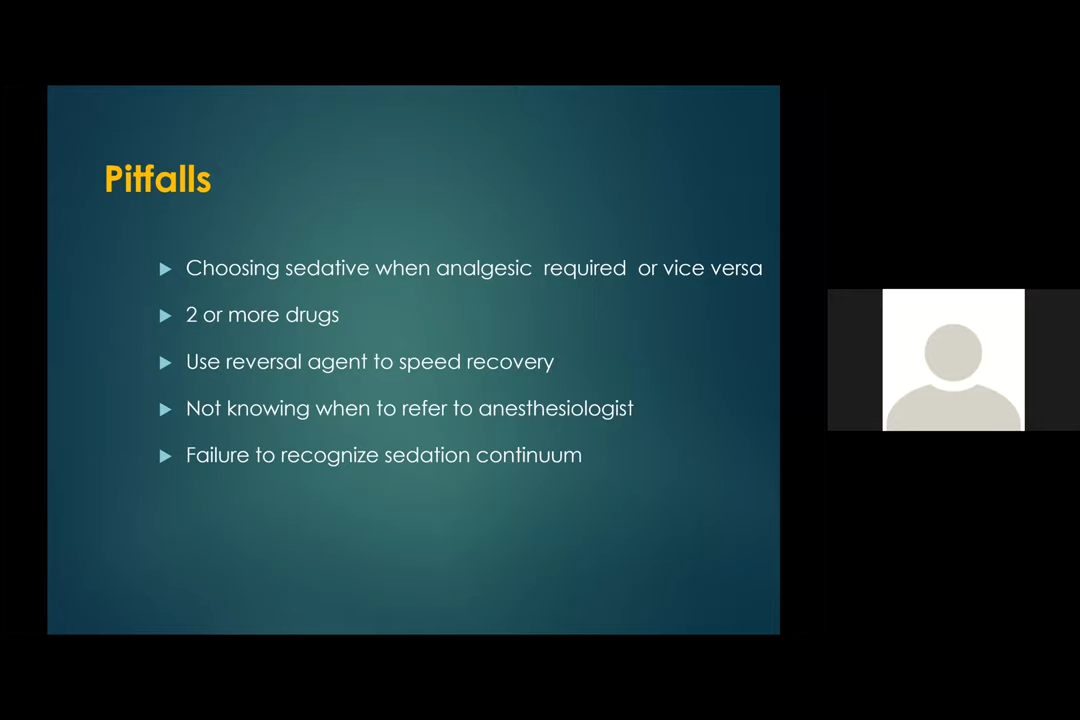 Pitfalls
Choosing sedative when analgesic required or vice versa
2 or more drugs
Use reversal agent to speed recovery
Not knowing when to refer to anesthesiologist
Failure to recognize sedation continuum